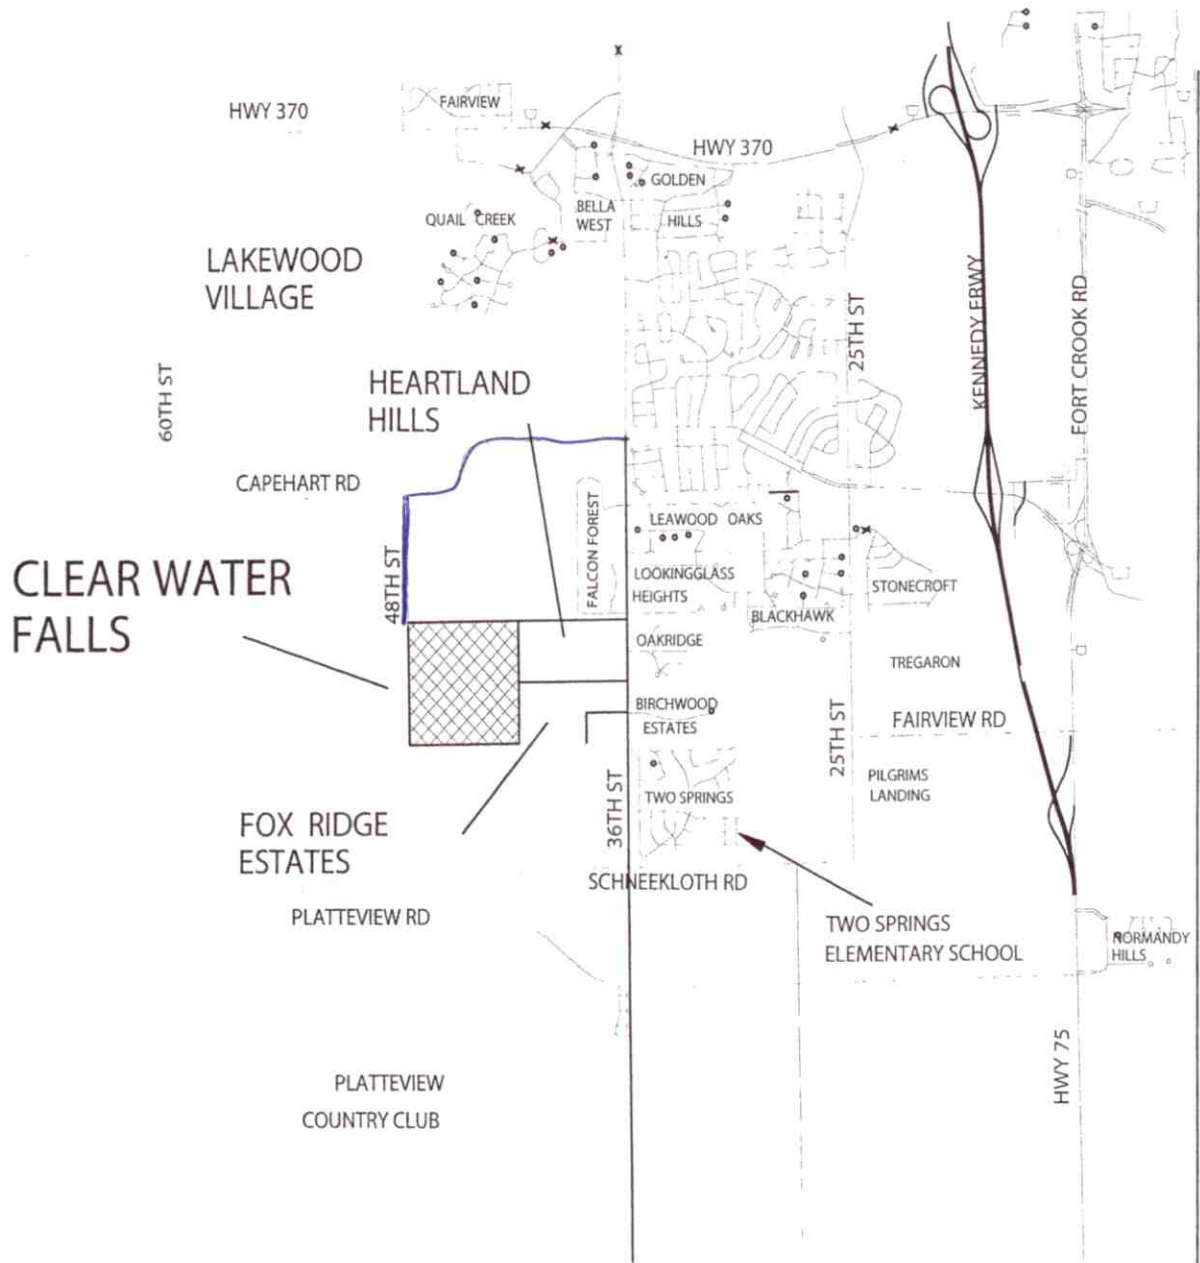 HWY 370
FAIRVIEW
HWY 370
GOLDEN
HILLS
BELLA
WEST
QUAIL CREEK
LAKEWOOD
VILLAGE
60TH ST
HEARTLAND
HILLS
25TH ST
KENNEDY FRWY
FORT CROOK RD
CAPEHART RD
48TH ST
FALCON FOREST
LEAWOOD OAKS
LOOKINGGLASS
HEIGHTS
BLACKHAWK
STONECROFT
CLEAR WATER
FALLS
OAKRIDGE
TREGARON
BIRCHWOOD
ESTATES
25TH ST
FAIRVIEW RD
PILGRIMS
LANDING
36TH ST
TWO SPRINGS
FOX RIDGE
ESTATES
SCHNEEKLOTH RD
PLATTEVIEW RD
TWO SPRINGS
ELEMENTARY SCHOOL
NORMANDY
HILLS
HWY 75
PLATTEVIEW
COUNTRY CLUB